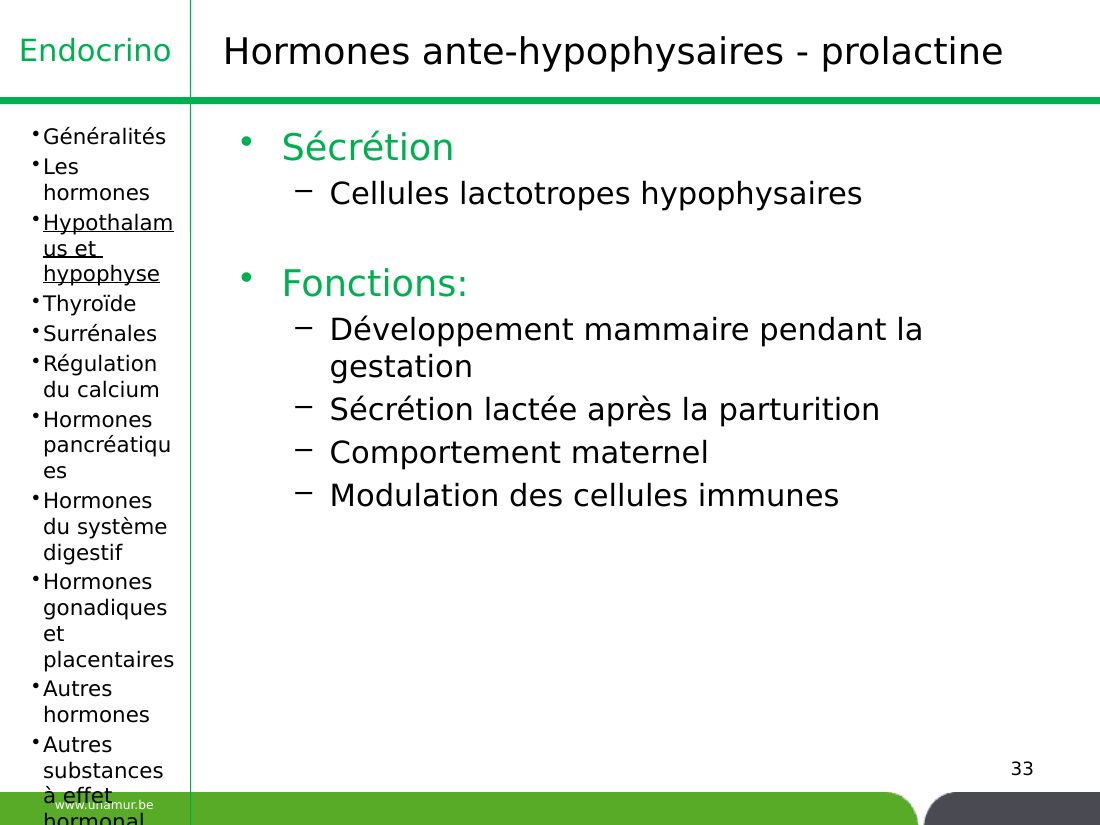 Endocrino
Hormones ante-hypophysaires - prolactine
•Généralités
•Les
hormones
•Hypothalam
us et
hypophyse
•Thyroïde
•Surrénales
•Régulation
du calcium
•Hormones
pancréatiqu
es
•Hormones
du système
digestif
•Hormones
gonadiques
et
placentaires
•Autres
hormones
•Autres
substances
à effet
hormonal
• Sécrétion
– Cellules lactotropes hypophysaires
• Fonctions:
– Développement mammaire pendant la
gestation
– Sécrétion lactée après la parturition
– Comportement maternel
– Modulation des cellules immunes
33
www.unamur.be